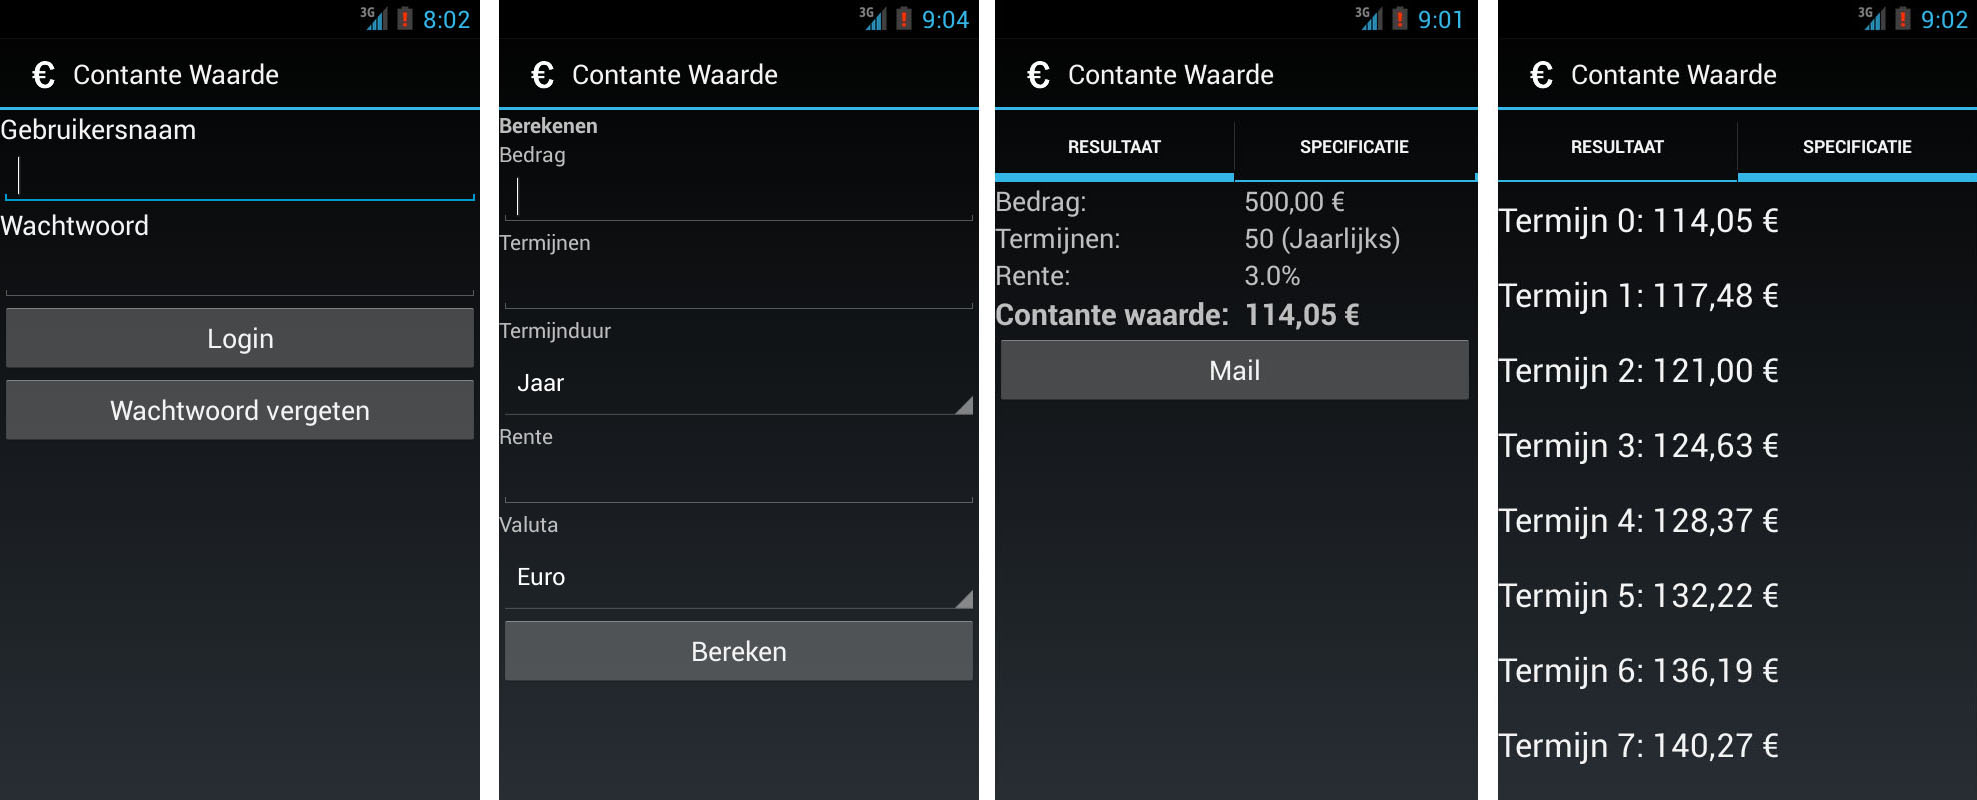 3G 8:02
€ Contante Waarde
Gebruikersnaam
Wachtwoord
Login
Wachtwoord vergeten
3G 9:04
€ Contante Waarde
Berekenen
Bedrag
Termijnen
Termijnduur
Jaar
Rente
Valuta
Euro
Bereken
3G 9:01
€ Contante Waarde
RESULTAAT SPECIFICATIE
Bedrag: 500,00 €
Termijnen: 50 (Jaarlijks)
Rente: 3.0%
Contante waarde: 114,05 €
Mail
3G 9:02
€ Contante Waarde
RESULTAAT SPECIFICATIE
Termijn 0: 114,05 €
Termijn 1: 117,48 €
Termijn 2: 121,00 €
Termijn 3: 124,63 €
Termijn 4: 128,37 €
Termijn 5: 132,22 €
Termijn 6: 136,19 €
Termijn 7: 140,27 €